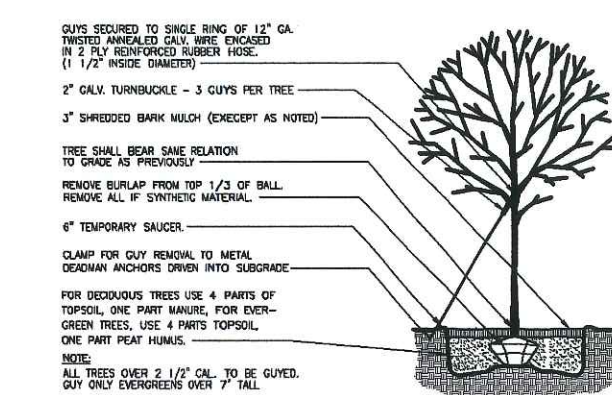 GUYS SECURED TO SINGLE RING OF 12" GA.
TWISTED ANNEALED GALV. WIRE ENCASED
IN 2 PLY REINFORCED RUBBER HOSE.
(1 1/2" INSIDE DIAMETER)
2" GALV. TURNBUCKLE - 3 GUYS PER TREE
3" SHREDDED BARK MULCH (EXECEPT AS NOTED)
TREE SHALL BEAR SAME RELATION
TO GRADE AS PREVIOUSLY
REMOVE BURLAP FROM TOP 1/3 OF BALL.
REMOVE ALL IF SYNTHETIC MATERIAL.
6" TEMPORARY SAUCER.
CLAMP FOR GUY REMOVAL TO METAL
DEADMAN ANCHORS DRIVEN INTO SUBGRADE
FOR DECIDUOUS TREES USE 4 PARTS OF
TOPSOIL, ONE PART MANURE, FOR EVER-
GREEN TREES, USE 4 PARTS TOPSOIL,
ONE PART PEAT HUMUS.
NOTE:
ALL TREES OVER 2 1/2" CAL. TO BE GUYED.
GUY ONLY EVERGREENS OVER 7' TALL